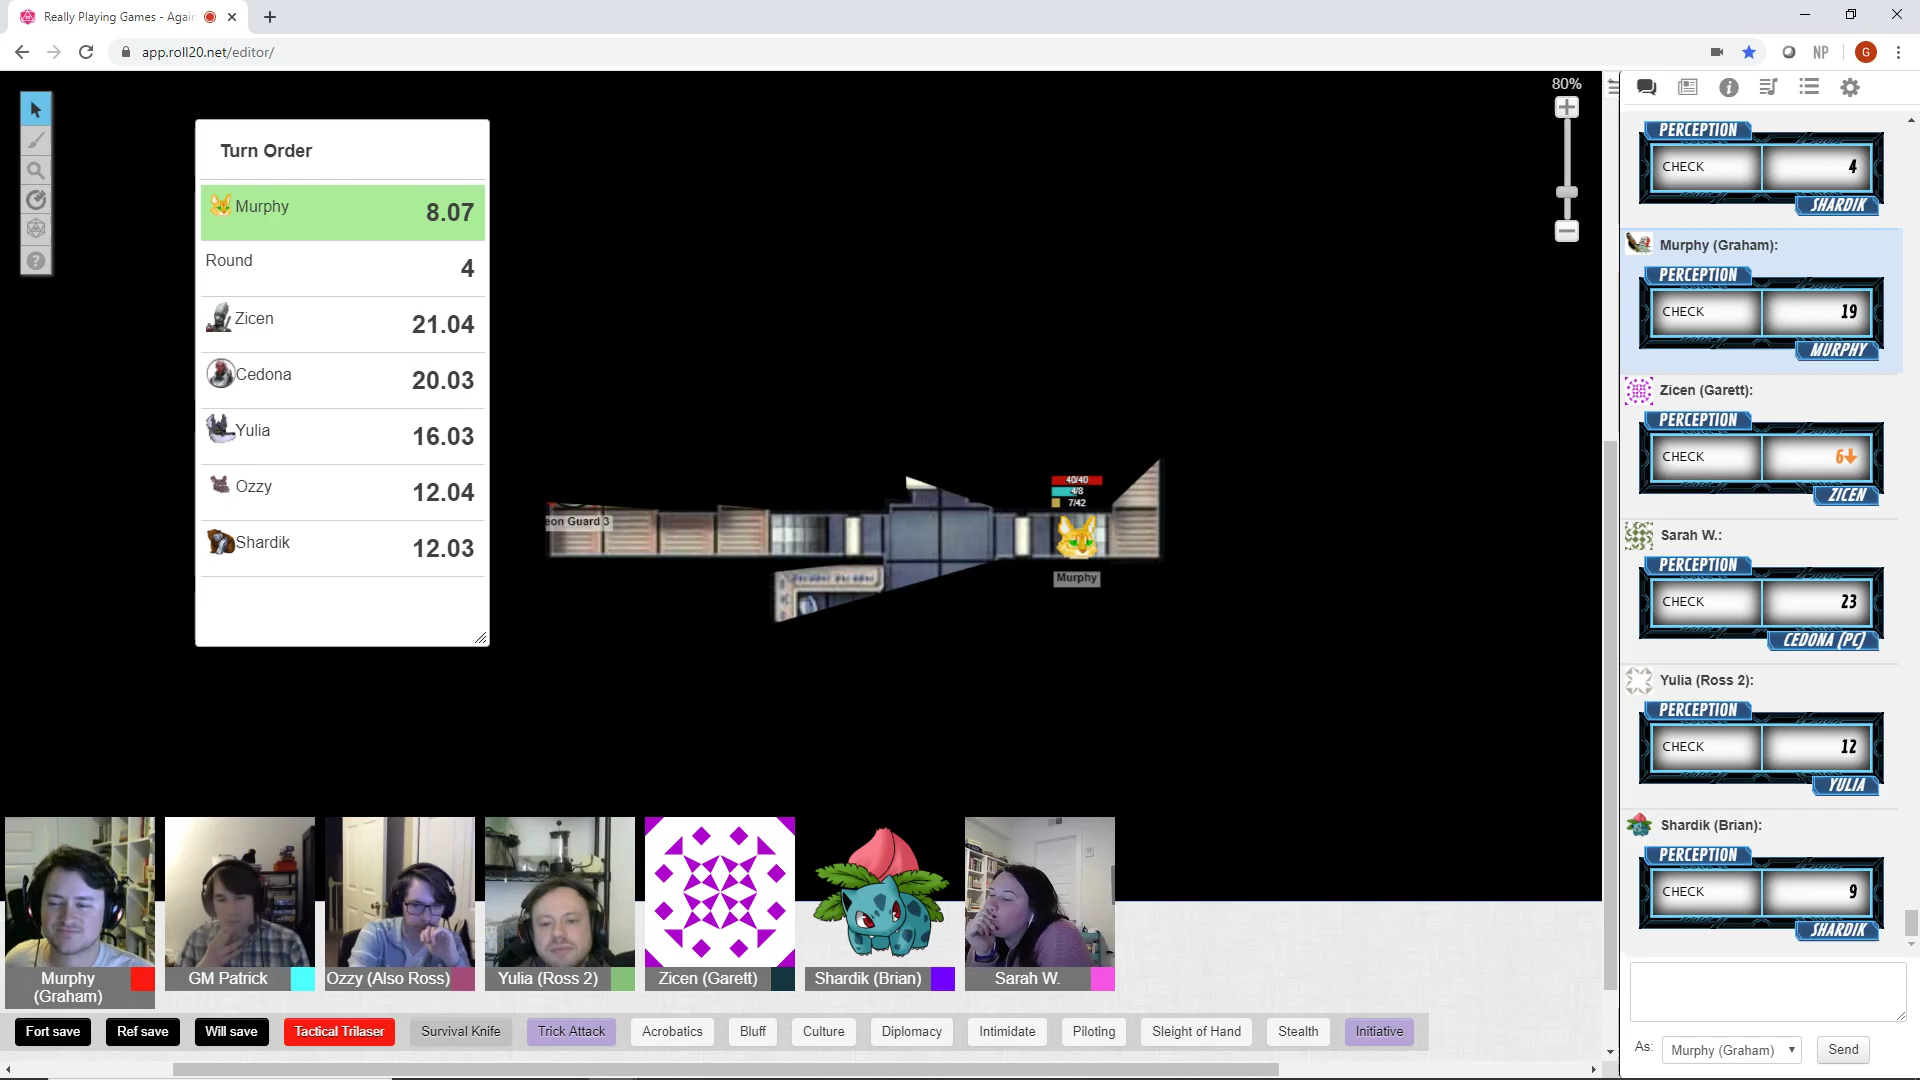 Really Playing Games - Again
app.roll20.net/editor/
NP
G
80%
Turn Order
Murphy 8.07
Round 4
Zicen 21.04
Cedona 20.03
Yulia 16.03
Ozzy 12.04
Shardik 12.03
eon Guard 3
40/40
4/8
7/42
Murphy
PERCEPTION
CHECK 4
SHARDIK
Murphy (Graham):
PERCEPTION
CHECK 19
MURPHY
Zicen (Garett):
PERCEPTION
CHECK 6
ZICEN
Sarah W.:
PERCEPTION
CHECK 23
CEDONA (PC)
Yulia (Ross 2):
PERCEPTION
CHECK 12
YULIA
Shardik (Brian):
PERCEPTION
CHECK 9
SHARDIK
Murphy
(Graham)
GM Patrick
Ozzy (Also Ross)
Yulia (Ross 2)
Zicen (Garett)
Shardik (Brian)
Sarah W.
Fort save Ref save Will save Tactical Trilaser Survival Knife Trick Attack Acrobatics Bluff Culture Diplomacy Intimidate Piloting Sleight of Hand Stealth Initiative
As: Murphy (Graham) Send